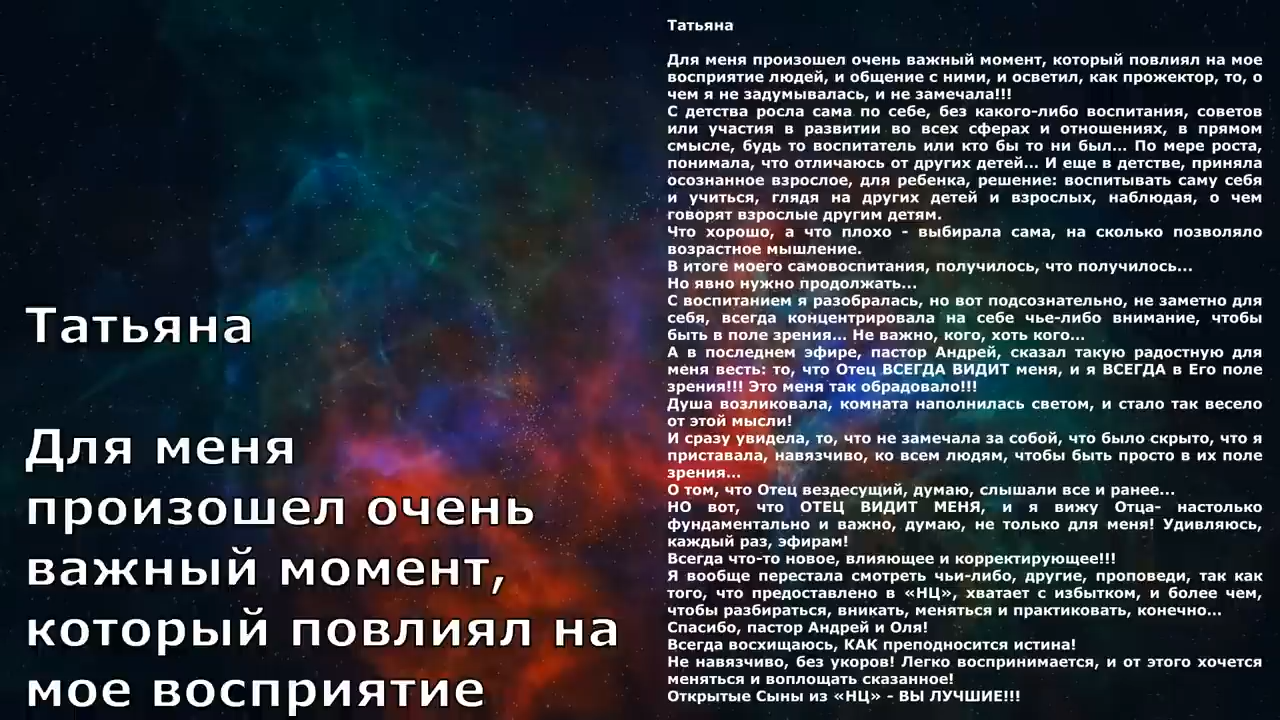 Татьяна
Для меня
произошел очень
важный момент,
который повлиял на
мое восприятие
Татьяна
Для меня произошел очень важный момент, который повлиял на мое
восприятие людей, и общение с ними, и осветил, как прожектор, то, о
чем я не задумывалась, и не замечала!!!
С детства росла сама по себе, без какого-либо воспитания, советов
или участия в развитии во всех сферах и отношениях, в прямом
смысле, будь то воспитатель или кто бы то ни был... По мере роста,
понимала, что отличаюсь от других детей... И еще в детстве, приняла
осознанное взрослое, для ребенка, решение: воспитывать саму себя
и учиться, глядя на других детей и взрослых, наблюдая, о чем
говорят взрослые другим детям.
Что хорошо, а что плохо - выбирала сама, на сколько позволяло
возрастное мышление.
В итоге моего самовоспитания, получилось, что получилось...
Но явно нужно продолжать...
С воспитанием я разобралась, но вот подсознательно, не заметно для
себя, всегда концентрировала на себе чье-либо внимание, чтобы
быть в поле зрения... Не важно, кого, хоть кого...
А в последнем эфире, пастор Андрей, сказал такую радостную для
меня весть: то, что Отец ВСЕГДА ВИДИТ меня, и я ВСЕГДА в Его поле
зрения!!! Это меня так обрадовало!!!
Душа возликовала, комната наполнилась светом, и стало так весело
от этой мысли!
И сразу увидела, то, что не замечала за собой, что было скрыто, что я
приставала, навязчиво, ко всем людям, чтобы быть просто в их поле
зрения...
О том, что Отец вездесущий, думаю, слышали все и ранее...
НО вот, что ОТЕЦ ВИДИТ МЕНЯ, и я вижу Отца- настолько
фундаментально и важно, думаю, не только для меня! Удивляюсь,
каждый раз, эфирам!
Всегда что-то новое, влияющее и корректирующее!!!
Я вообще перестала смотреть чьи-либо, другие, проповеди, так как
того, что предоставлено в «НЦ», хватает с избытком, и более чем,
чтобы разбираться, вникать, меняться и практиковать, конечно...
Спасибо, пастор Андрей и Оля!
Всегда восхищаюсь, КАК преподносится истина!
Не навязчиво, без укоров! Легко воспринимается, и от этого хочется
меняться и воплощать сказанное!
Открытые Сыны из «НЦ» - ВЫ ЛУЧШИЕ!!!